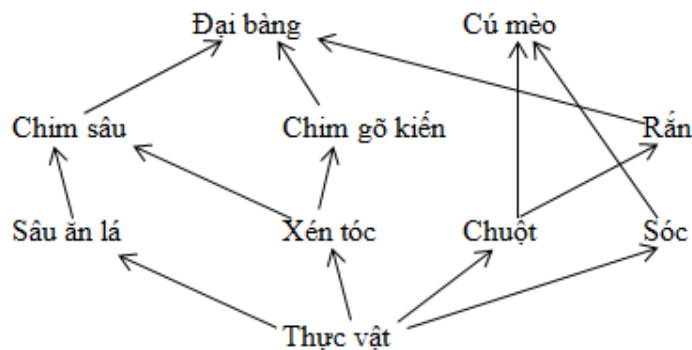 Đại bàng Cú mèo
Chim sâu Chim gõ kiến Rắn
Sâu ăn lá Xén tóc Chuột Sóc
Thực vật